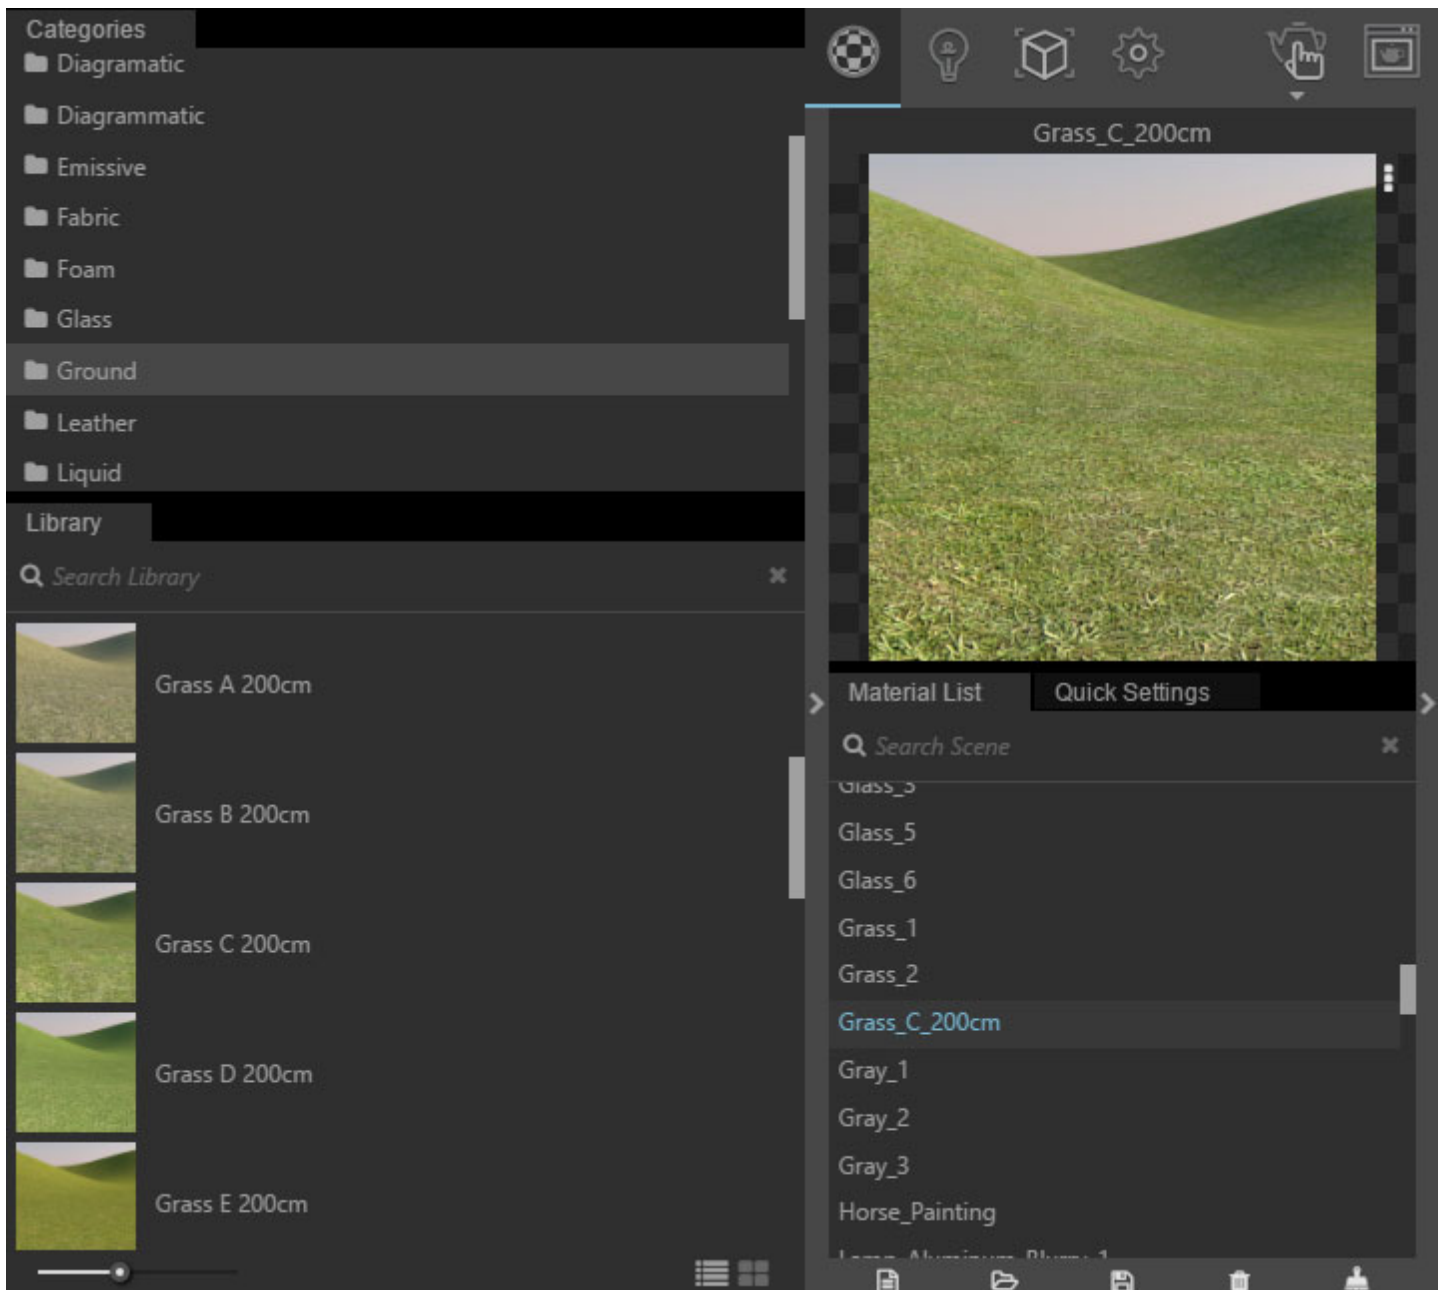 Categories
Diagramatic
Diagrammatic
Emissive
Fabric
Foam
Glass
Ground
Leather
Liquid
Library
Search Library
Grass A 200cm
Grass B 200cm
Grass C 200cm
Grass D 200cm
Grass E 200cm
Grass_C_200cm
Material List
Quick Settings
Search Scene
Glass_3
Glass_5
Glass_6
Grass_1
Grass_2
Grass_C_200cm
Gray_1
Gray_2
Gray_3
Horse_Painting
Lamp_Aluminum_Blurry_1